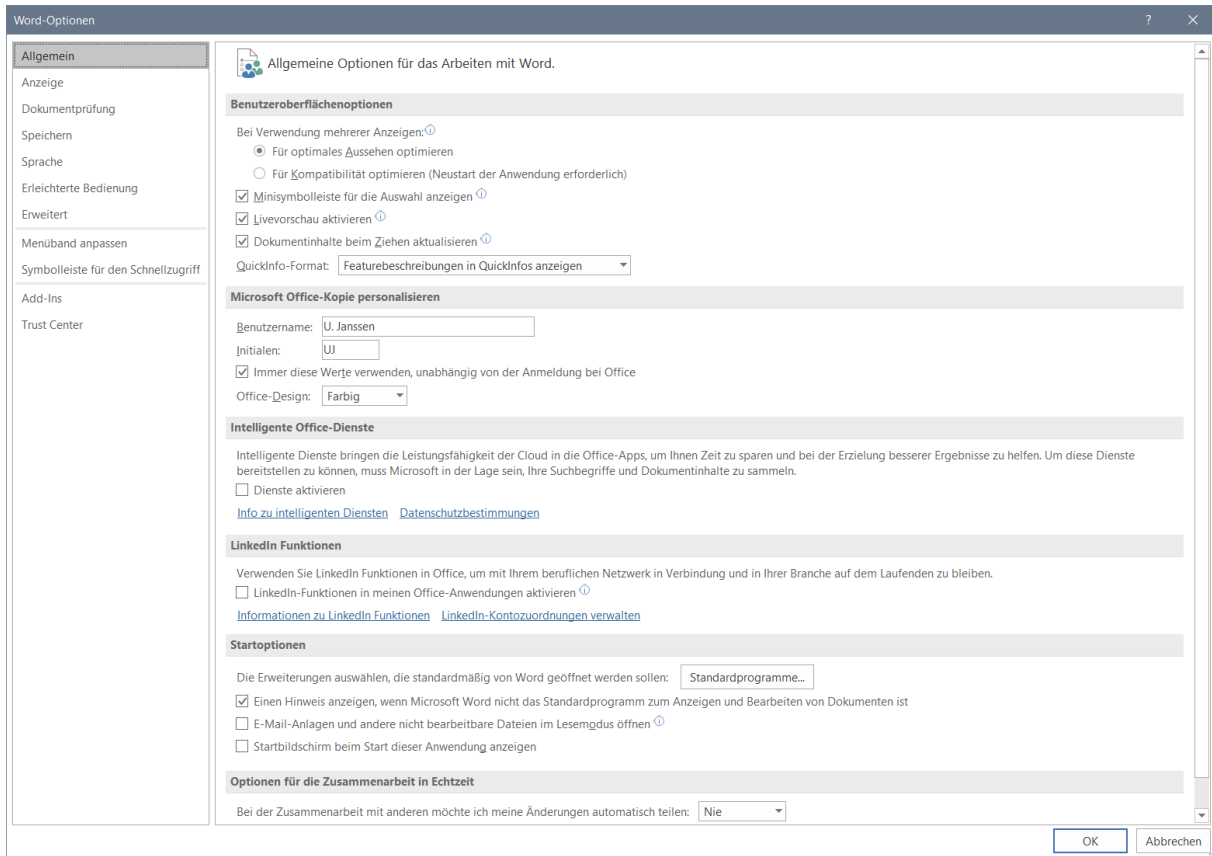 Word-Optionen
Allgemein
Anzeige
Dokumentprüfung
Speichern
Sprache
Erleichterte Bedienung
Erweitert
Menüband anpassen
Symbolleiste für den Schnellzugriff
Add-Ins
Trust Center
Allgemeine Optionen für das Arbeiten mit Word.
Benutzeroberflächenoptionen
Bei Verwendung mehrerer Anzeigen:
Für optimales Aussehen optimieren
Für Kompatibilität optimieren (Neustart der Anwendung erforderlich)
Minisymbolleiste für die Auswahl anzeigen
Livevorschau aktivieren
Dokumentinhalte beim Ziehen aktualisieren
QuickInfo-Format: Featurebeschreibungen in QuickInfos anzeigen
Microsoft Office-Kopie personalisieren
Benutzername: U. Janssen
Initialen: UJ
Immer diese Werte verwenden, unabhängig von der Anmeldung bei Office
Office-Design: Farbig
Intelligente Office-Dienste
Intelligente Dienste bringen die Leistungsfähigkeit der Cloud in die Office-Apps, um Ihnen Zeit zu sparen und bei der Erzielung besserer Ergebnisse zu helfen. Um diese Dienste
bereitstellen zu können, muss Microsoft in der Lage sein, Ihre Suchbegriffe und Dokumentinhalte zu sammeln.
Dienste aktivieren
Info zu intelligenten Diensten Datenschutzbestimmungen
LinkedIn Funktionen
Verwenden Sie LinkedIn Funktionen in Office, um mit Ihrem beruflichen Netzwerk in Verbindung und in Ihrer Branche auf dem Laufenden zu bleiben.
LinkedIn-Funktionen in meinen Office-Anwendungen aktivieren
Informationen zu LinkedIn Funktionen LinkedIn-Kontozuordnungen verwalten
Startoptionen
Die Erweiterungen auswählen, die standardmäßig von Word geöffnet werden sollen: Standardprogramme...
Einen Hinweis anzeigen, wenn Microsoft Word nicht das Standardprogramm zum Anzeigen und Bearbeiten von Dokumenten ist
E-Mail-Anlagen und andere nicht bearbeitbare Dateien im Lesemodus öffnen
Startbildschirm beim Start dieser Anwendung anzeigen
Optionen für die Zusammenarbeit in Echtzeit
Bei der Zusammenarbeit mit anderen möchte ich meine Änderungen automatisch teilen: Nie
OK Abbrechen